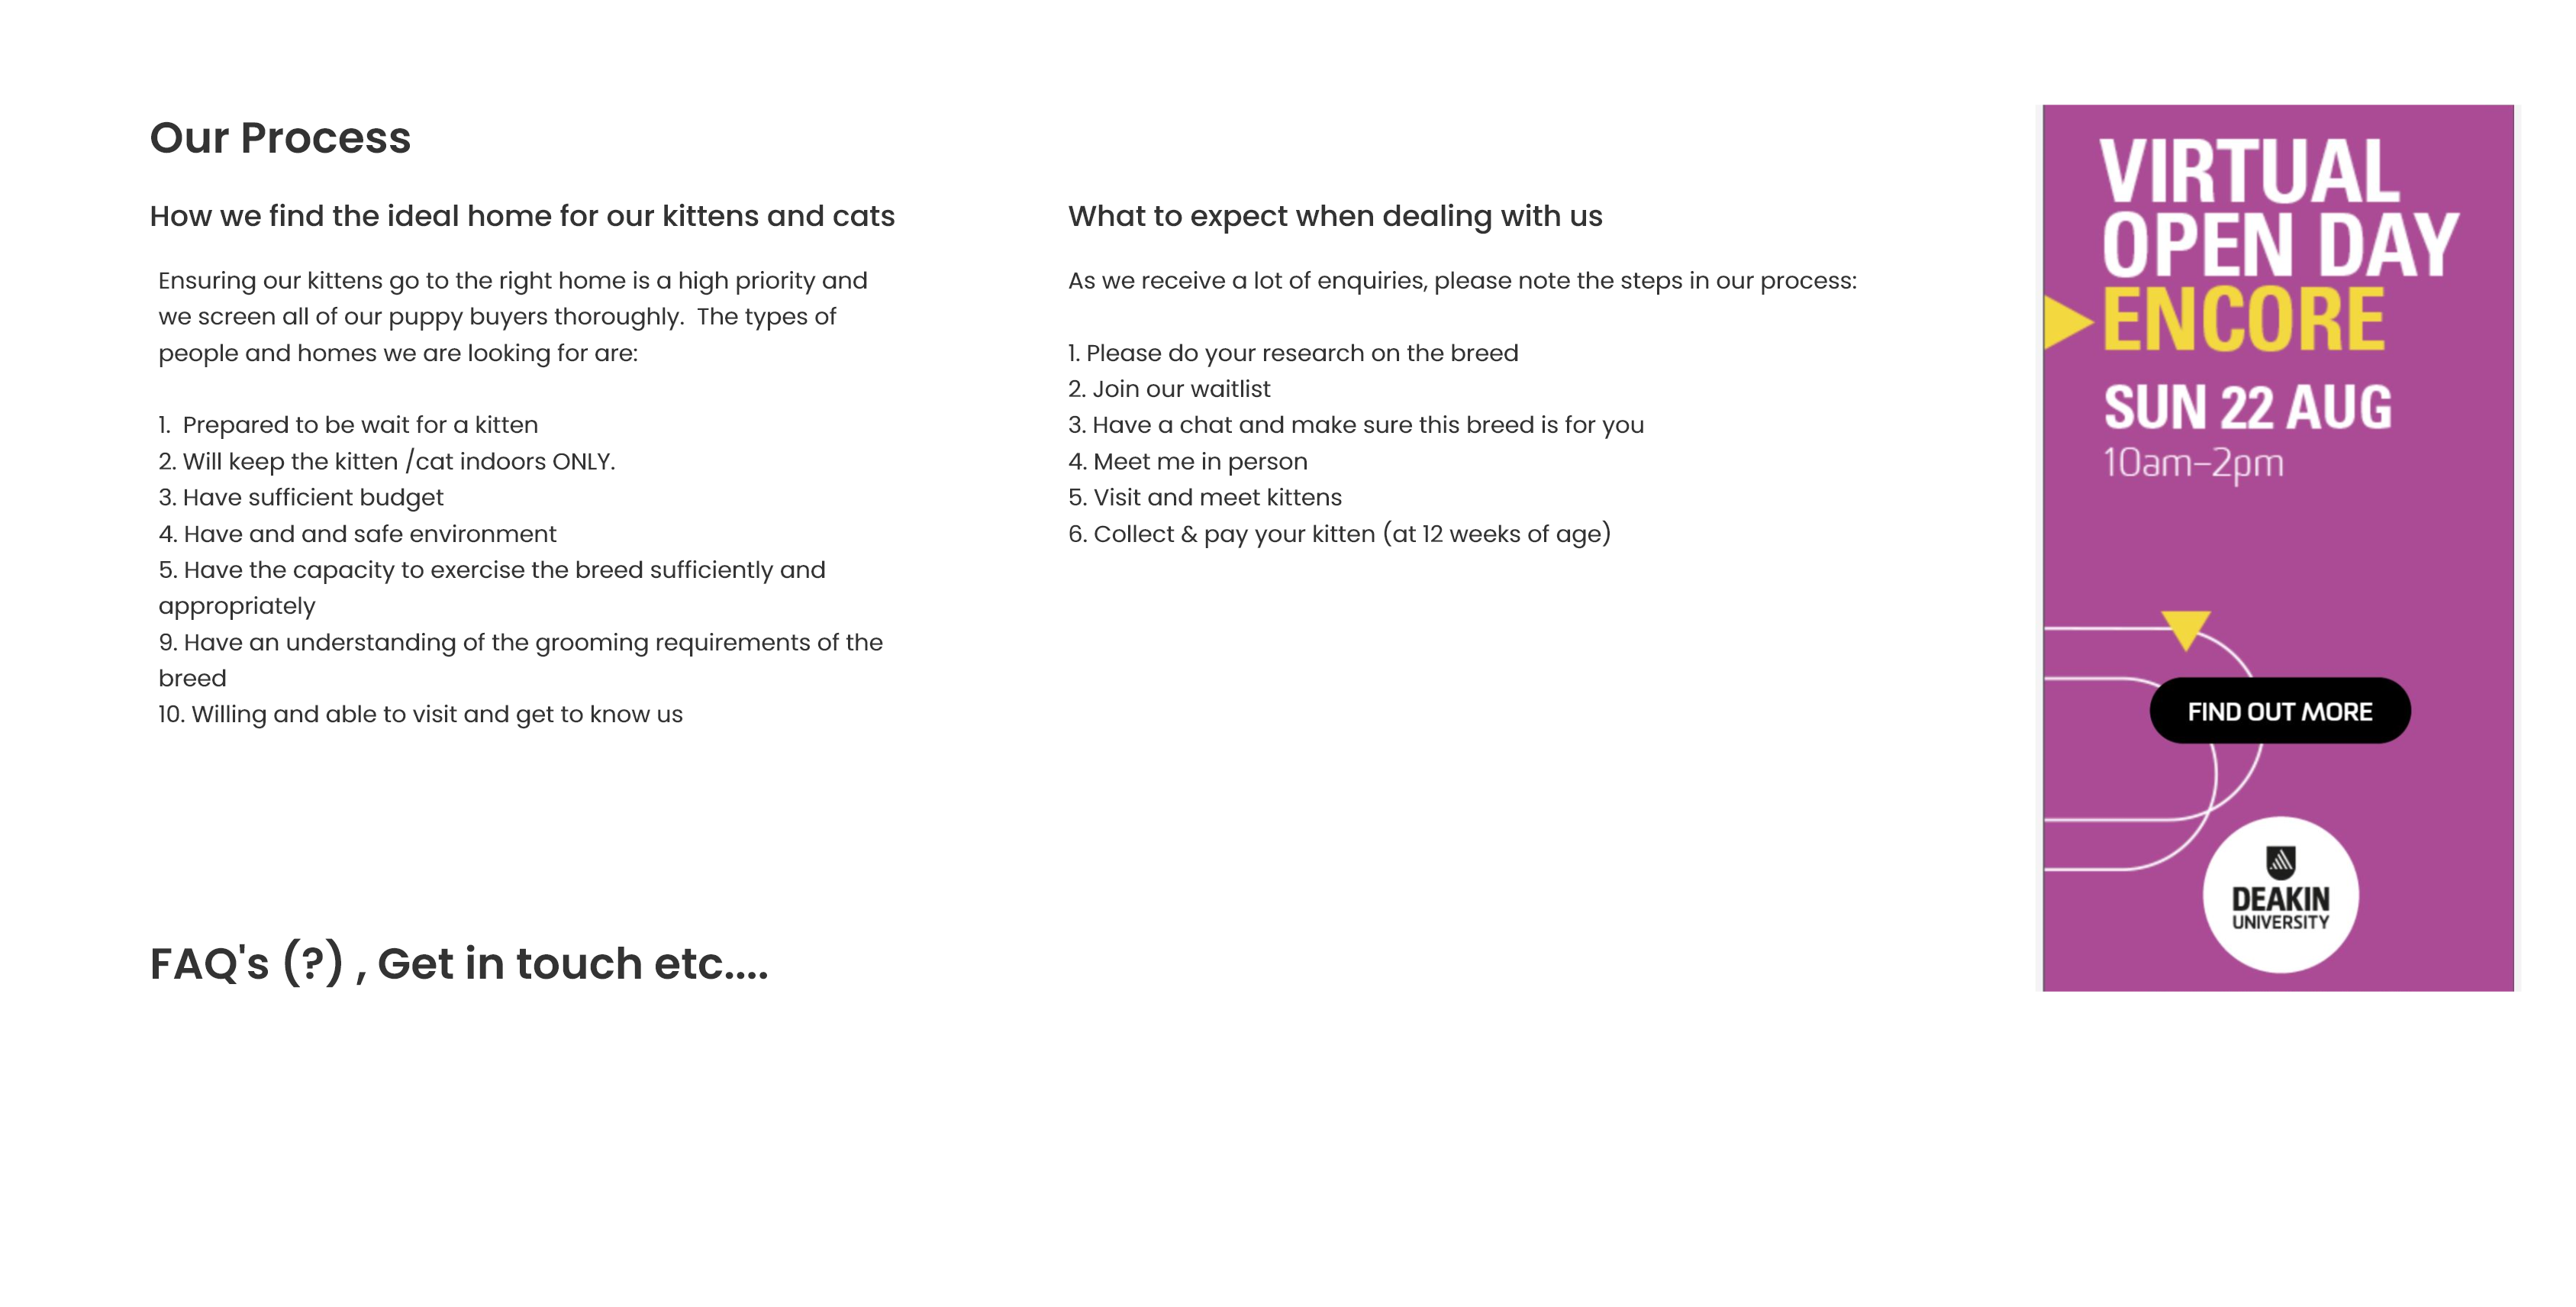 Our Process
How we find the ideal home for our kittens and cats
Ensuring our kittens go to the right home is a high priority and
we screen all of our puppy buyers thoroughly.  The types of
people and homes we are looking for are:
1.  Prepared to be wait for a kitten
2. Will keep the kitten /cat indoors ONLY.
3. Have sufficient budget
4. Have and and safe environment
5. Have the capacity to exercise the breed sufficiently and
appropriately
9. Have an understanding of the grooming requirements of the
breed
10. Willing and able to visit and get to know us
What to expect when dealing with us
As we receive a lot of enquiries, please note the steps in our process:
1. Please do your research on the breed
2. Join our waitlist
3. Have a chat and make sure this breed is for you
4. Meet me in person
5. Visit and meet kittens
6. Collect & pay your kitten (at 12 weeks of age)
FAQ's (?) , Get in touch etc....
VIRTUAL
OPEN DAY
ENCORE
SUN 22 AUG
10am–2pm
FIND OUT MORE
DEAKIN
UNIVERSITY